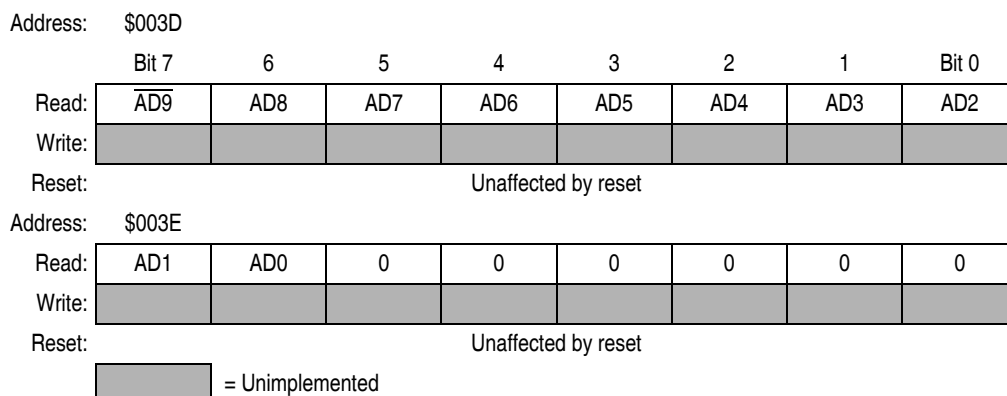 Address: $003D
Bit 7 6 5 4 3 2 1 Bit 0
Read: A̅D̅9̅ AD8 AD7 AD6 AD5 AD4 AD3 AD2
Write:
Reset: Unaffected by reset
Address: $003E
Read: AD1 AD0 0 0 0 0 0 0
Write:
Reset: Unaffected by reset
= Unimplemented